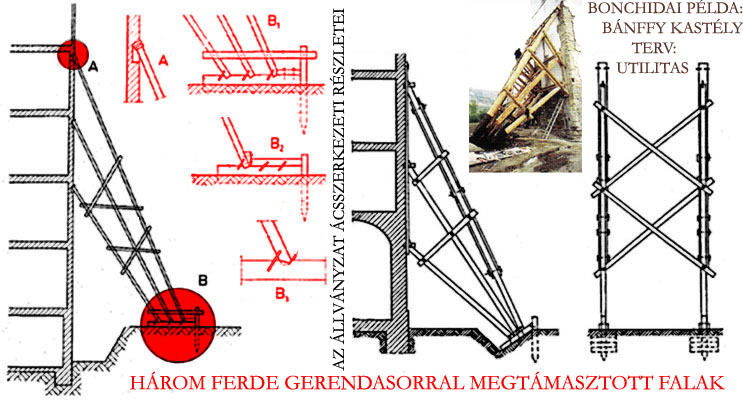 BONCHIDAI PÉLDA:
BÁNFFY KASTÉLY
TERV:
UTILITAS
A
B
A
B₁
B₂
B₃
AZ ÁLLVÁNYZAT ÁCSSZERKEZETI RÉSZLETEI
HÁROM FERDE GERENDASORRAL MEGTÁMASZTOTT FALAK